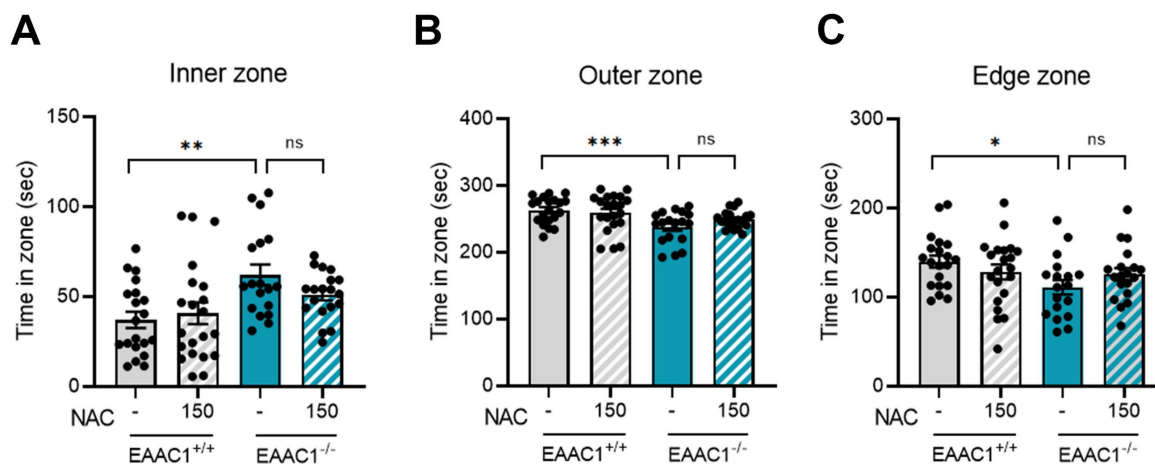 A
Inner zone
Time in zone (sec)
150
100
50
0
**
ns
NAC - 150 - 150
EAAC1+/+ EAAC1-/-
B
Outer zone
Time in zone (sec)
400
300
200
100
0
***
ns
NAC - 150 - 150
EAAC1+/+ EAAC1-/-
C
Edge zone
Time in zone (sec)
300
200
100
0
*
ns
NAC - 150 - 150
EAAC1+/+ EAAC1-/-